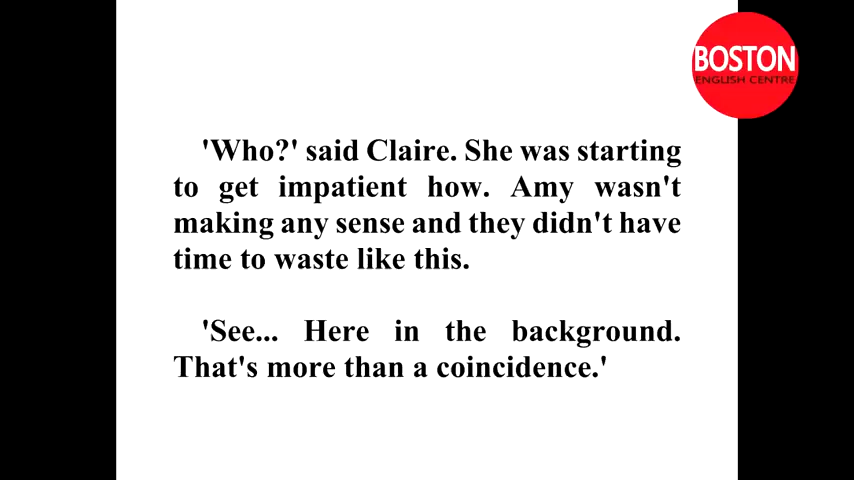 BOSTON
ENGLISH CENTRE
'Who?' said Claire. She was starting
to get impatient how. Amy wasn't
making any sense and they didn't have
time to waste like this.
'See... Here in the background.
That's more than a coincidence.'